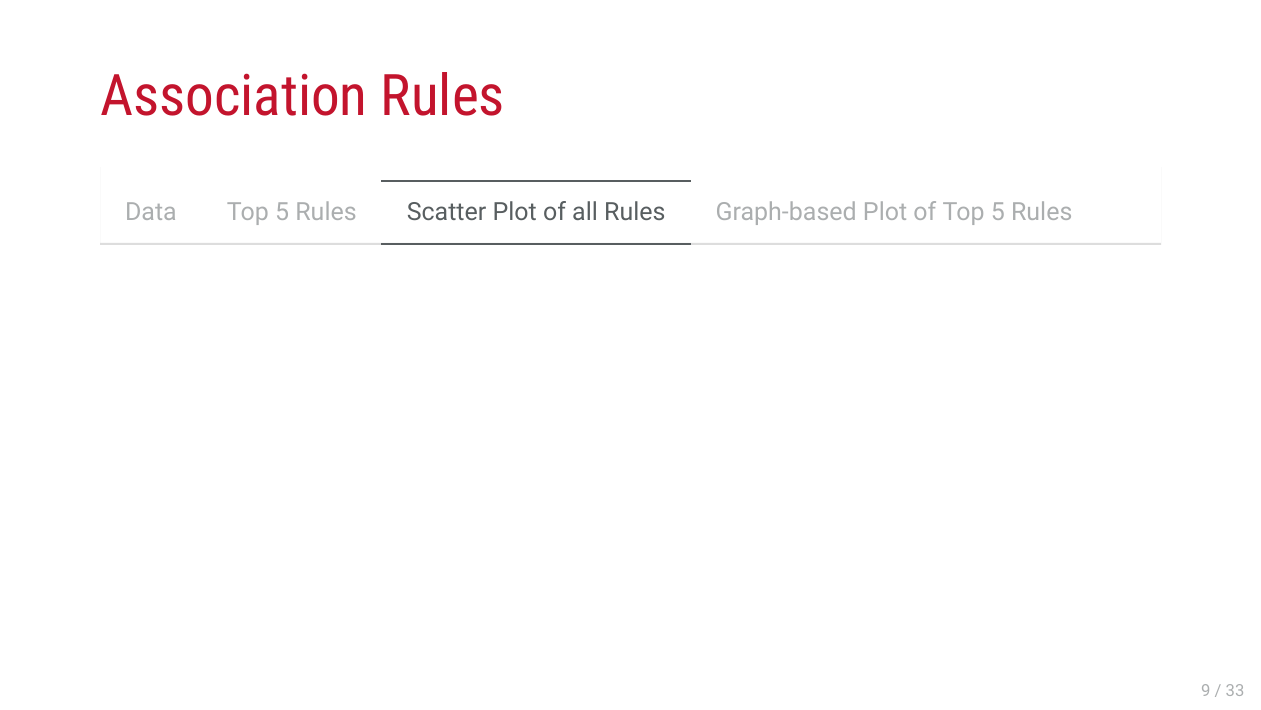 Association Rules
Data Top 5 Rules Scatter Plot of all Rules Graph-based Plot of Top 5 Rules
9 / 33